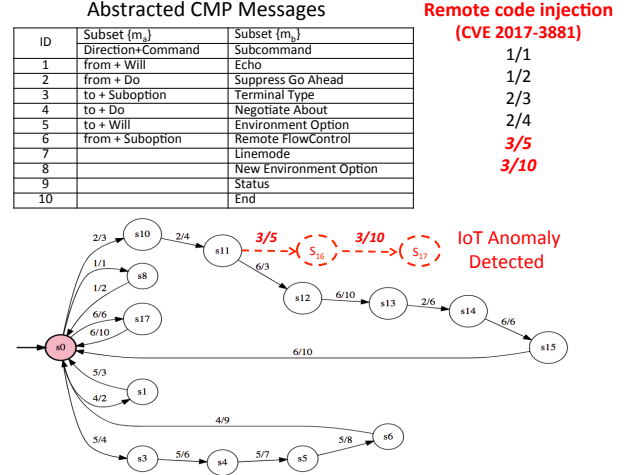 Abstracted CMP Messages
Remote code injection
(CVE 2017-3881)
ID Subset {mₐ} Subset {m_b}
Direction+Command Subcommand
1 from + Will Echo
2 from + Do Suppress Go Ahead
3 to + Suboption Terminal Type
4 to + Do Negotiate About
5 to + Will Environment Option
6 from + Suboption Remote FlowControl
7 Linemode
8 New Environment Option
9 Status
10 End
1/1
1/2
2/3
2/4
3/5
3/10
IoT Anomaly
Detected
s10
2/3
2/4
s11
3/5
S₁₆
3/10
S₁₇
1/1
s8
1/2
6/3
s12
6/10
s13
2/6
s14
6/6
s15
6/6
s17
6/10
s0
6/10
5/3
s1
4/2
4/9
5/4
s3
5/6
s4
5/7
s5
5/8
s6